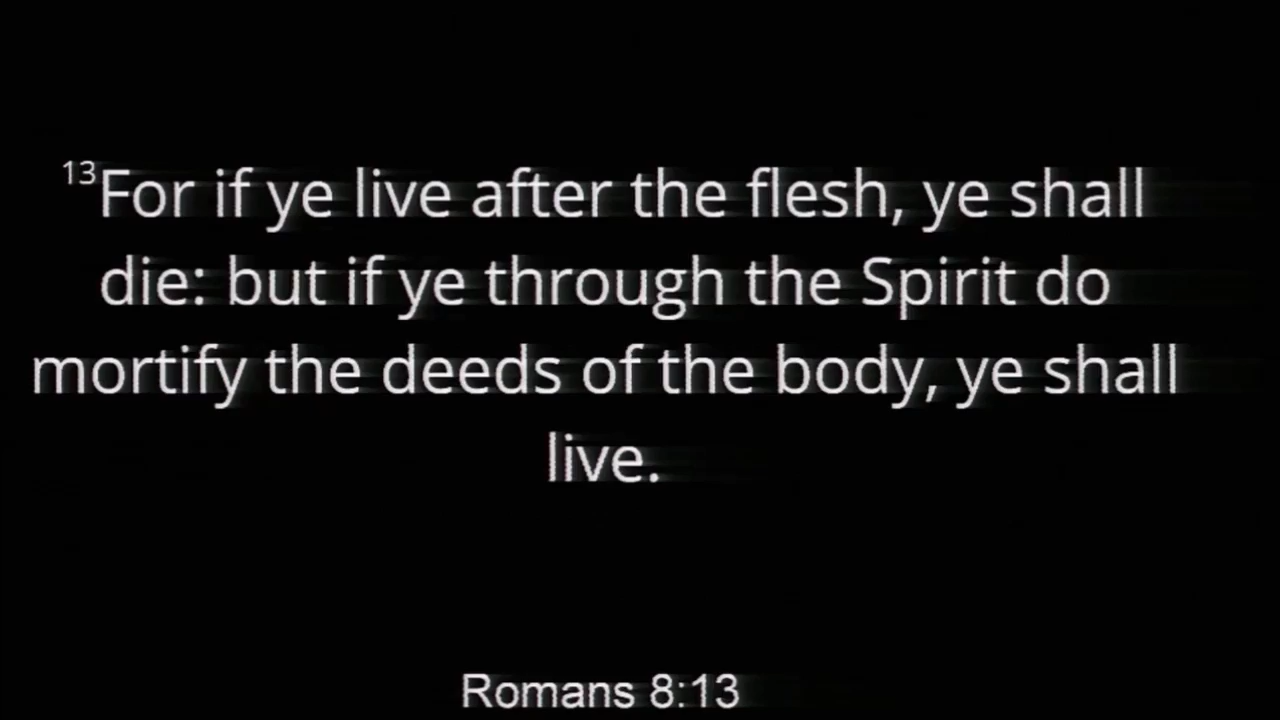 13For if ye live after the flesh, ye shall
die: but if ye through the Spirit do
mortify the deeds of the body, ye shall
live.
Romans 8:13